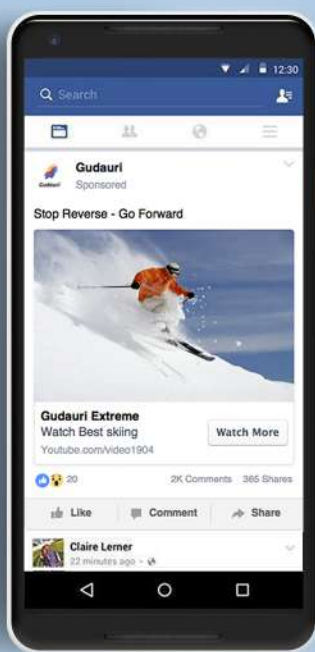 12:30
Search
Gudauri
Gudauri
Sponsored
Stop Reverse - Go Forward
Gudauri Extreme
Watch Best skiing
Watch More
Youtube.com/video1904
20
2K Comments 365 Shares
Like Comment Share
Claire Lerner
22 minutes ago